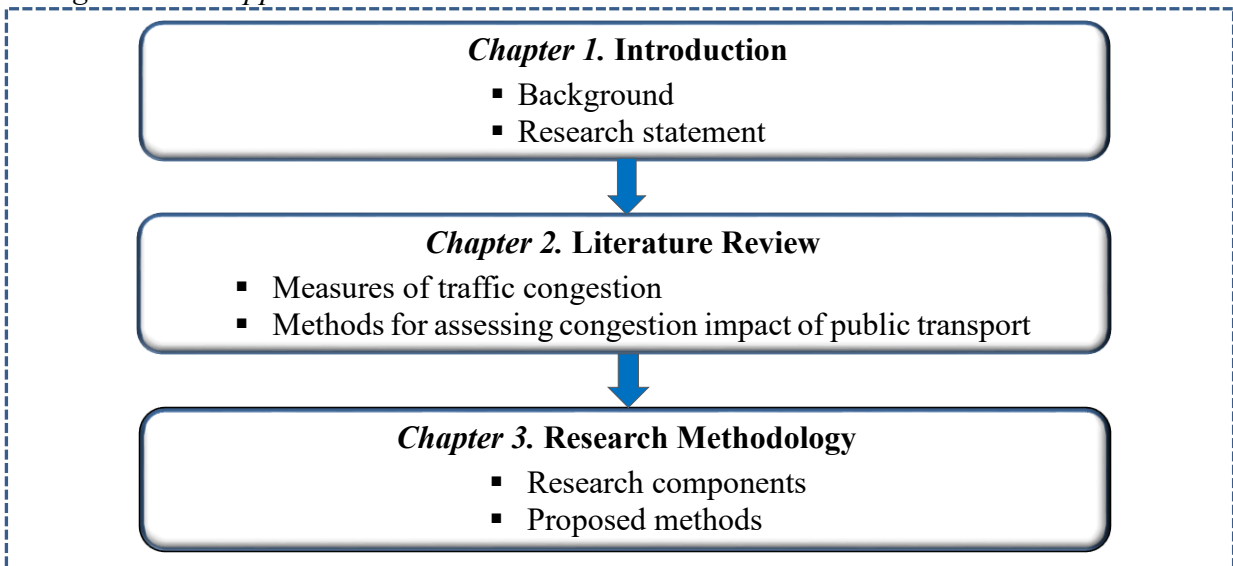 Chapter 1. Introduction
▪ Background
▪ Research statement
Chapter 2. Literature Review
▪ Measures of traffic congestion
▪ Methods for assessing congestion impact of public transport
Chapter 3. Research Methodology
▪ Research components
▪ Proposed methods